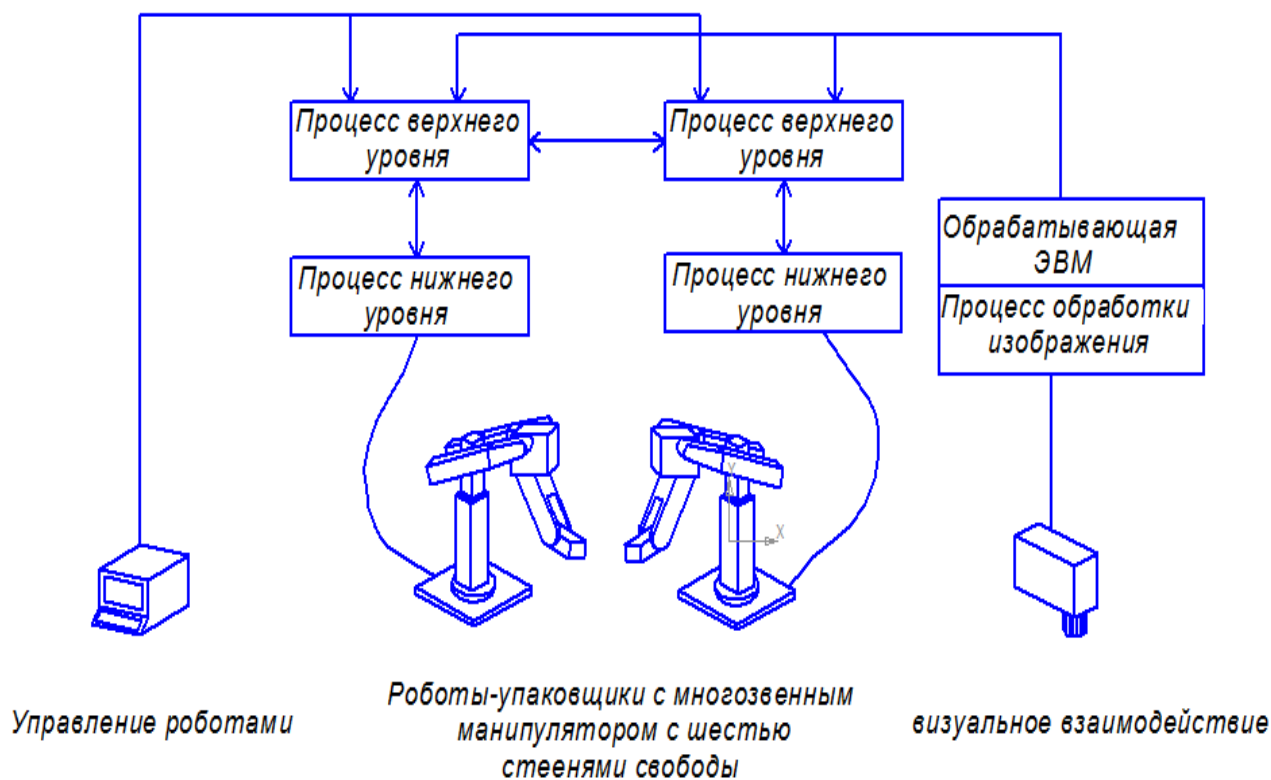 Процесс верхнего
уровня
Процесс верхнего
уровня
Обрабатывающая
ЭВМ
Процесс нижнего
уровня
Процесс нижнего
уровня
Процесс обработки
изображения
Y
X
Управление роботами
Роботы-упаковщики с многозвенным
манипулятором с шестью
стеенями свободы
визуальное взаимодействие